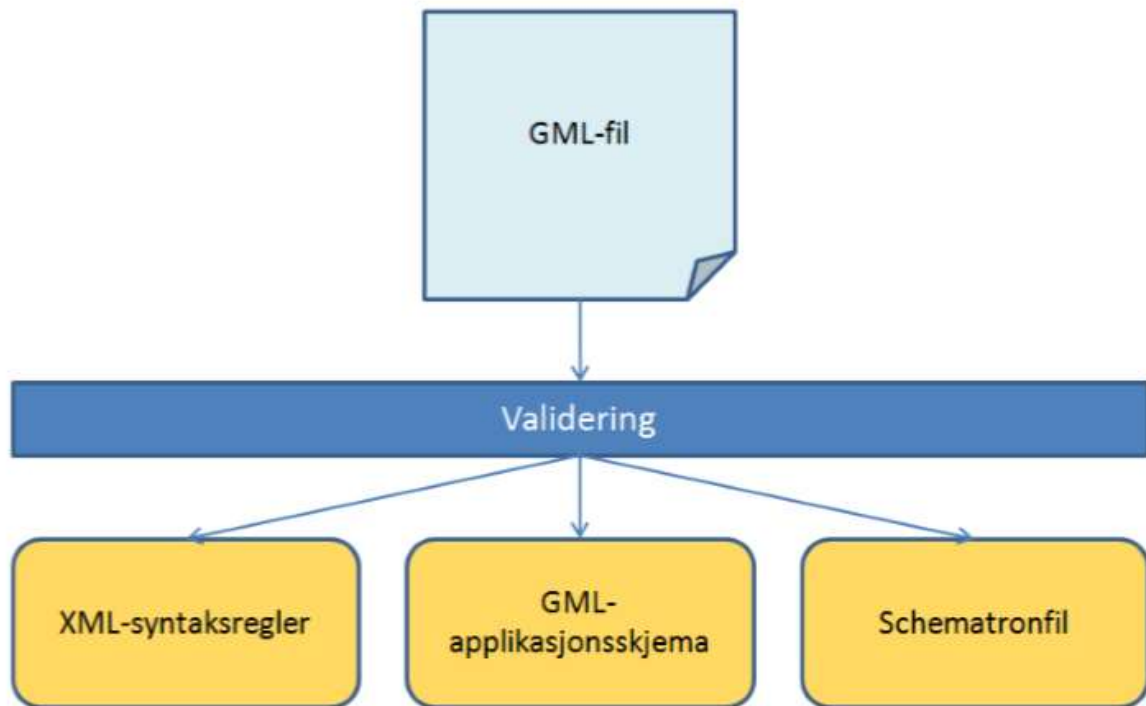 GML-fil
Validering
XML-syntaksregler
GML-
applikasjonsskjema
Schematronfil